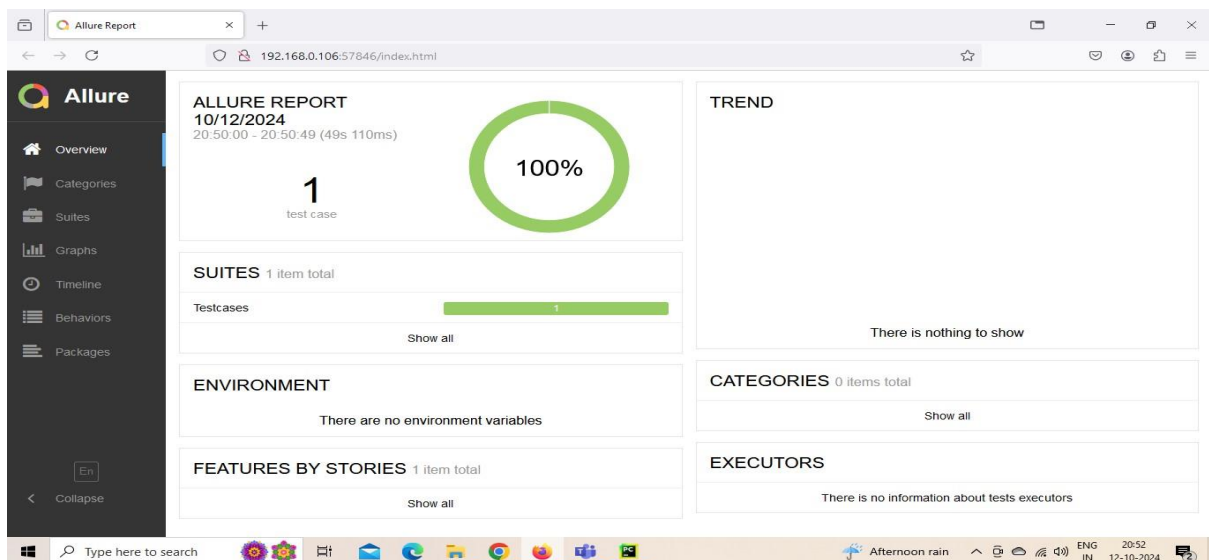 Allure Report
192.168.0.106:57846/index.html
Allure
Overview
Categories
Suites
Graphs
Timeline
Behaviors
Packages
En
Collapse
ALLURE REPORT
10/12/2024
20:50:00 - 20:50:49 (49s 110ms)
1
test case
100%
SUITES 1 item total
Testcases 1
Show all
ENVIRONMENT
There are no environment variables
FEATURES BY STORIES 1 item total
Show all
TREND
There is nothing to show
CATEGORIES 0 items total
Show all
EXECUTORS
There is no information about tests executors
Type here to search
Afternoon rain
ENG
IN
20:52
12-10-2024
2